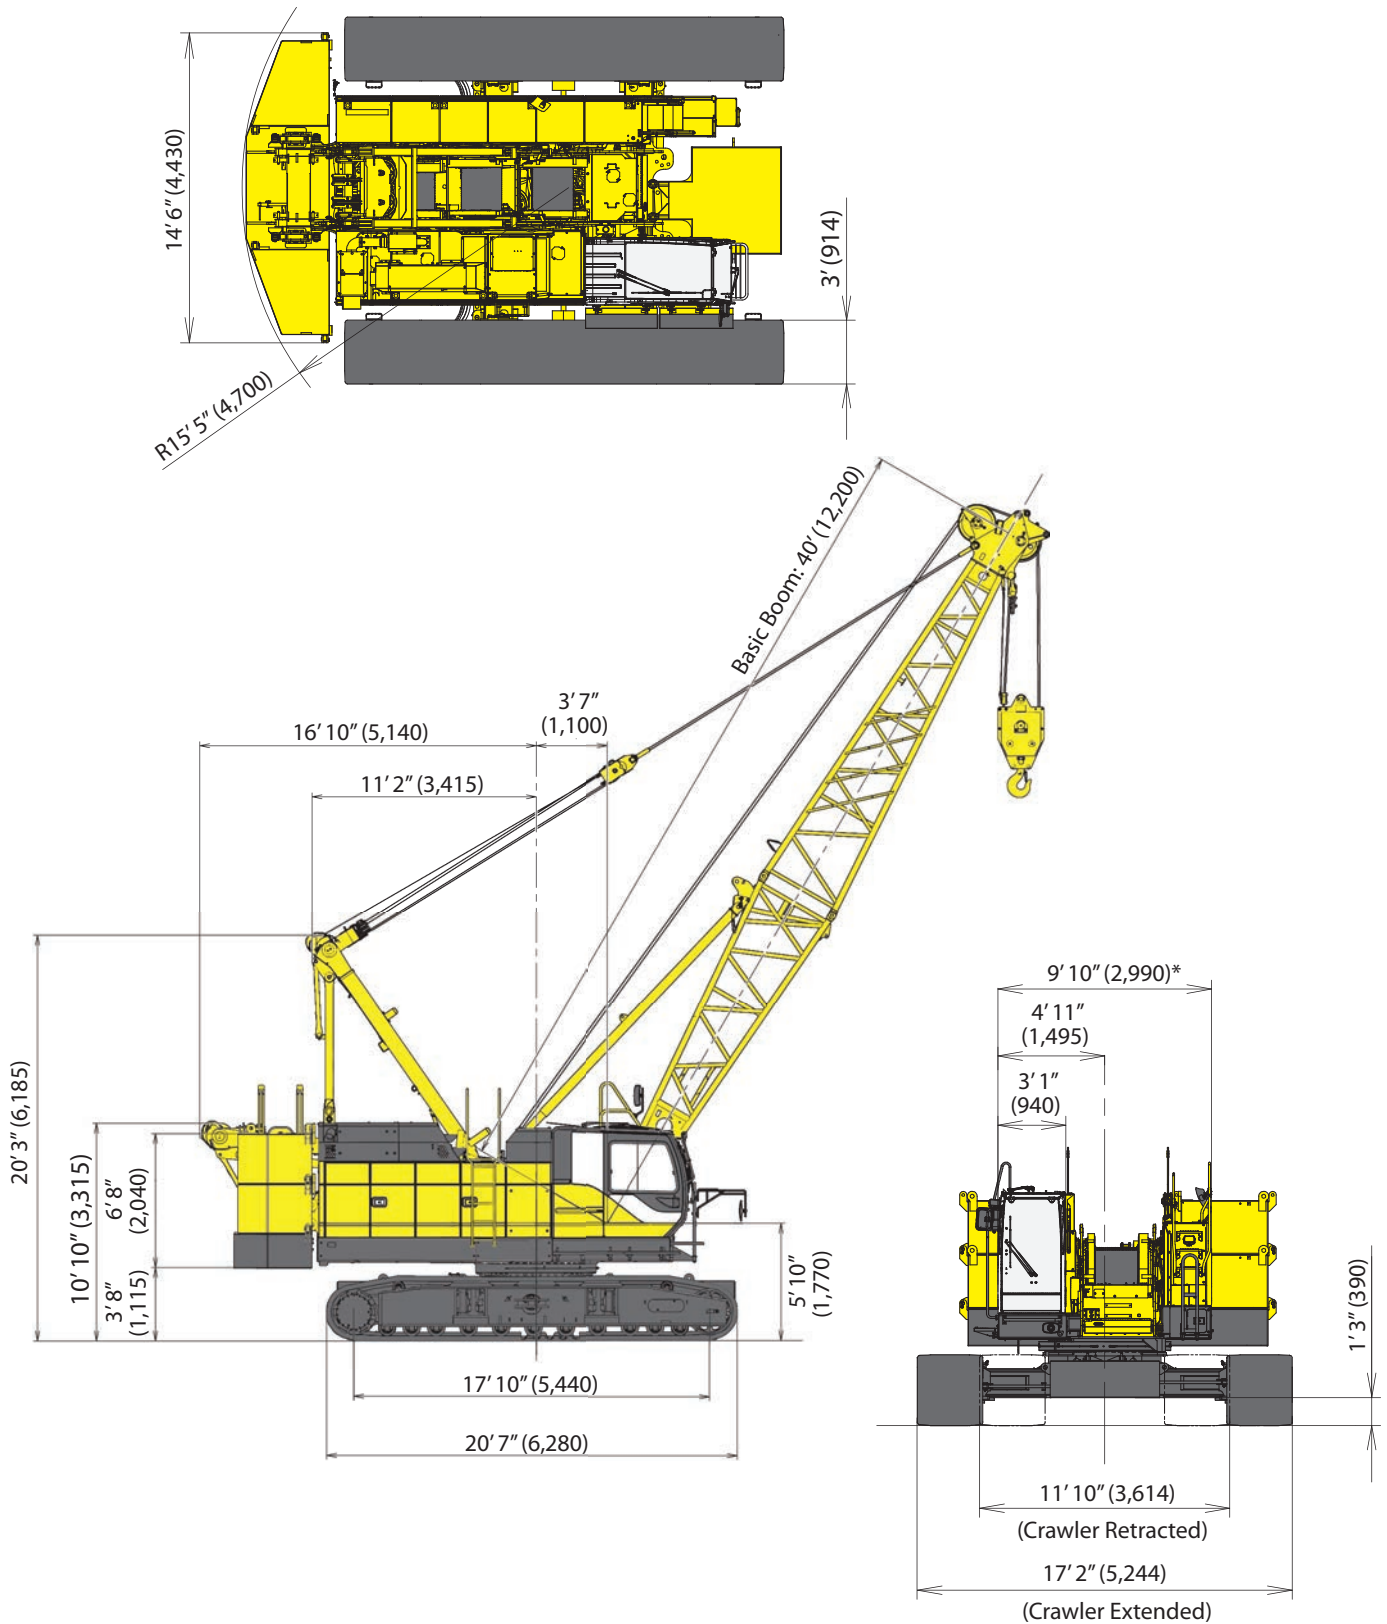 14′ 6″ (4,430)
3′ (914)
R15′ 5″ (4,700)
Basic Boom: 40′ (12,200)
3′ 7″
(1,100)
16′ 10″ (5,140)
11′ 2″ (3,415)
20′ 3″ (6,185)
10′ 10″ (3,315)
6′ 8″
(2,040)
3′ 8″
(1,115)
5′ 10″
(1,770)
17′ 10″ (5,440)
20′ 7″ (6,280)
9′ 10″ (2,990)*
4′ 11″
(1,495)
3′ 1″
(940)
1′ 3″ (390)
11′ 10″ (3,614)
(Crawler Retracted)
17′ 2″ (5,244)
(Crawler Extended)